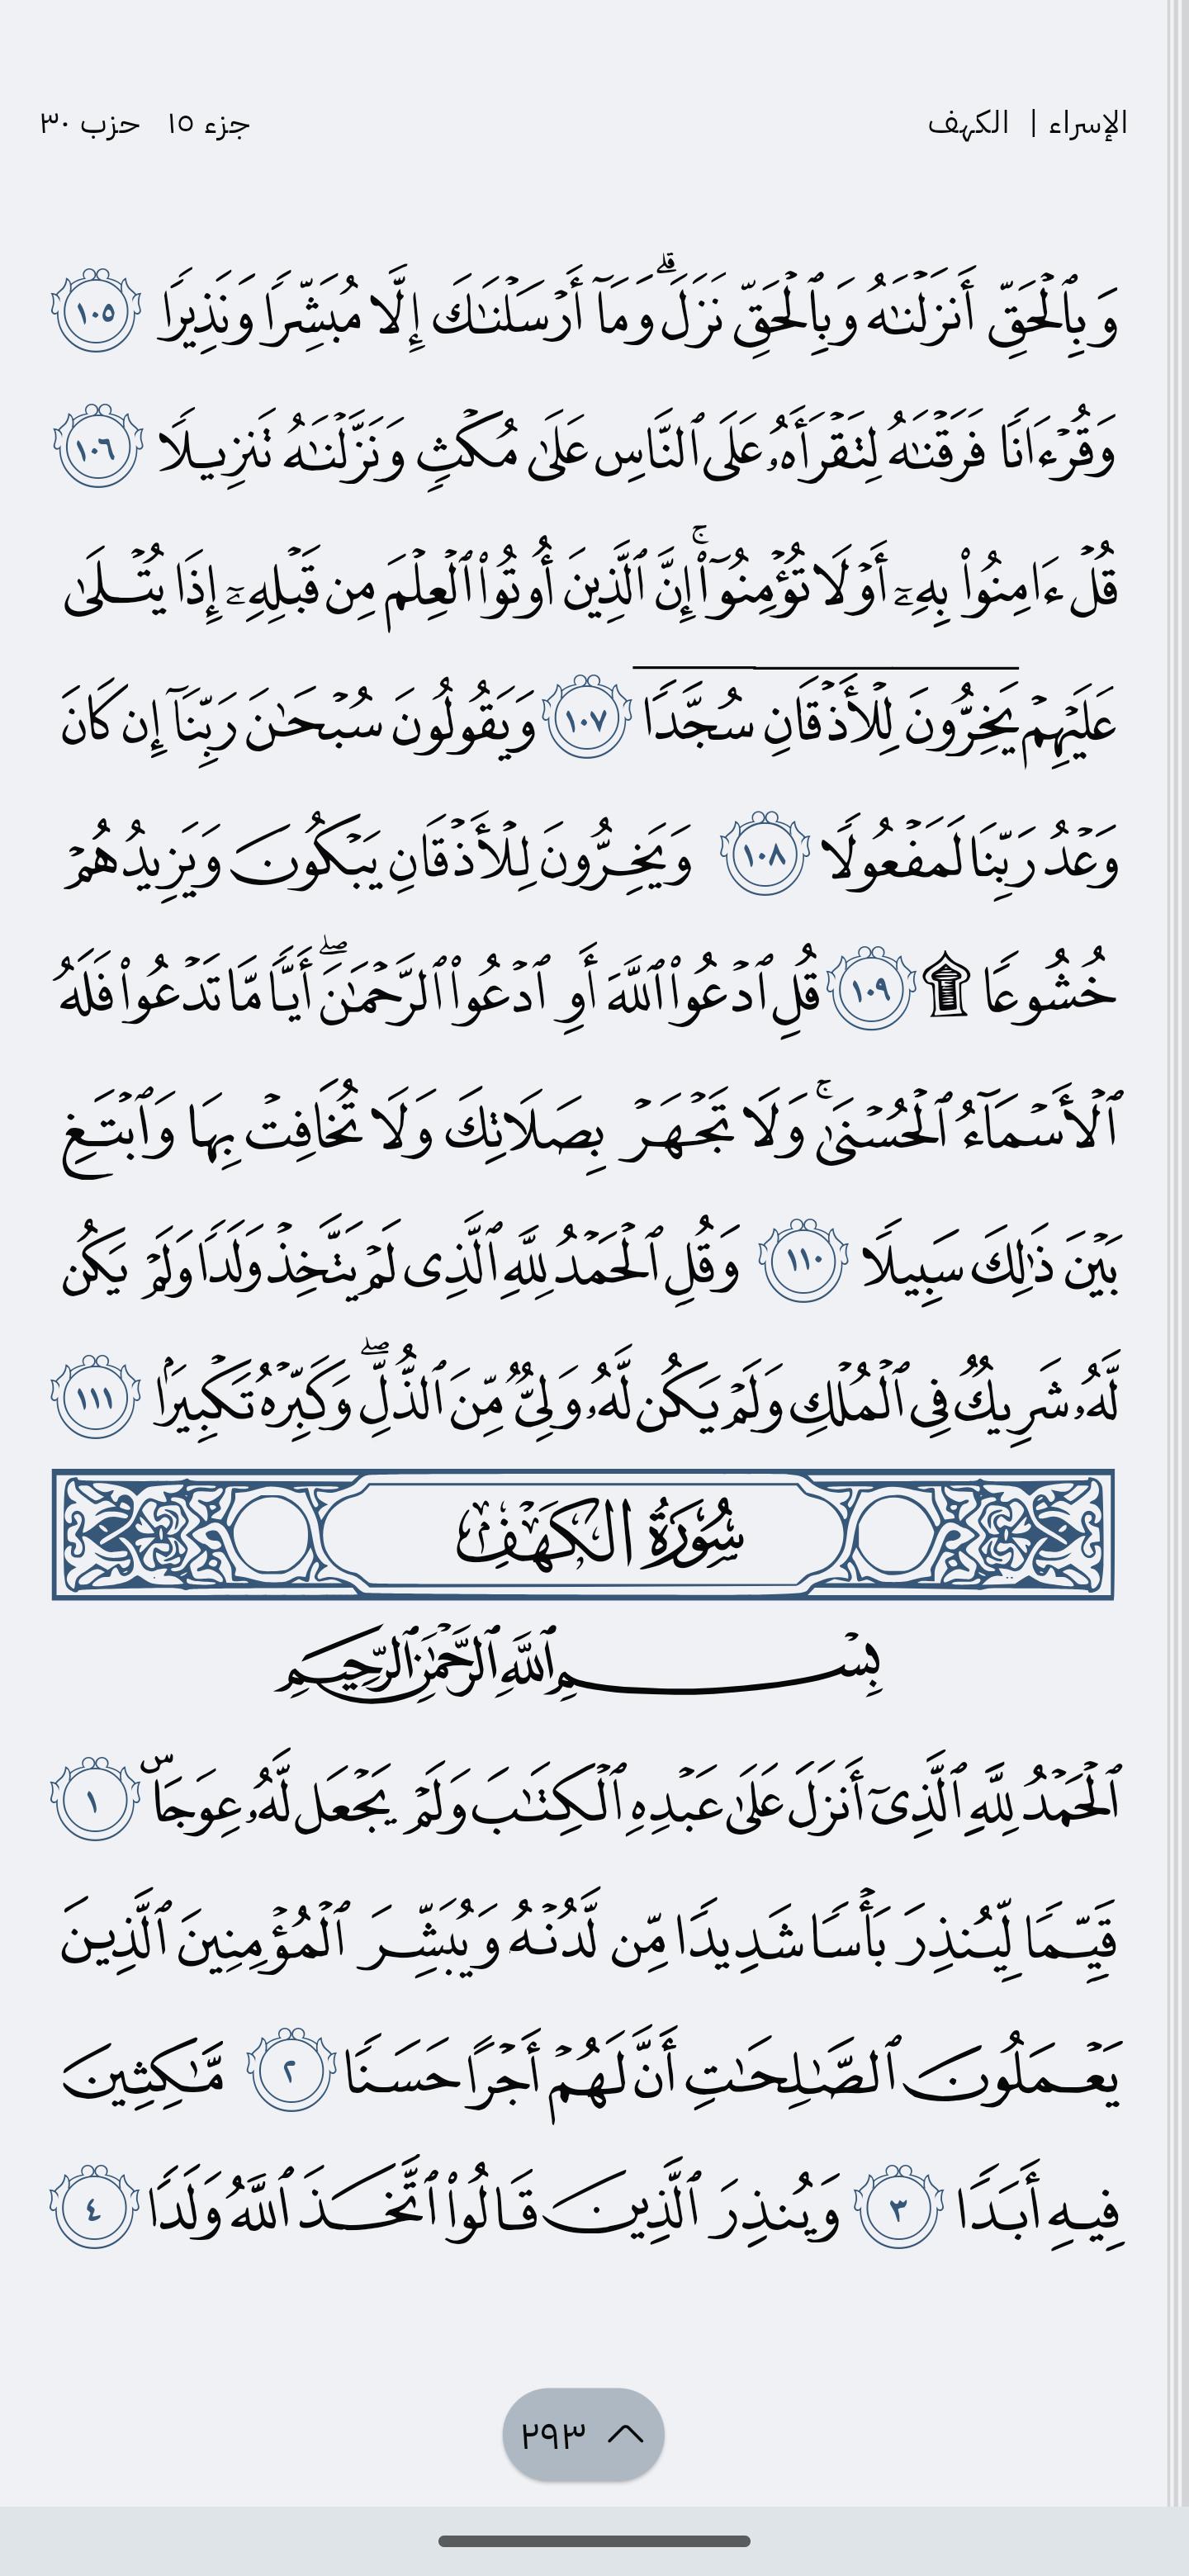 الإسراء | الكهف جزء ١٥ حزب ٣٠
وَبِٱلْحَقِّ أَنزَلْنَـٰهُ وَبِٱلْحَقِّ نَزَلَ ۗ وَمَآ أَرْسَلْنَـٰكَ إِلَّا مُبَشِّرًا وَنَذِيرًا ١٠٥
وَقُرْءَانًا فَرَقْنَـٰهُ لِتَقْرَأَهُۥ عَلَى ٱلنَّاسِ عَلَىٰ مُكْثٍ وَنَزَّلْنَـٰهُ تَنزِيلًا ١٠٦
قُلْ ءَامِنُوا۟ بِهِۦٓ أَوْ لَا تُؤْمِنُوٓا۟ ۚ إِنَّ ٱلَّذِينَ أُوتُوا۟ ٱلْعِلْمَ مِن قَبْلِهِۦٓ إِذَا يُتْلَىٰ
عَلَيْهِمْ يَخِرُّونَ لِلْأَذْقَانِ سُجَّدًا ١٠٧ وَيَقُولُونَ سُبْحَـٰنَ رَبِّنَآ إِن كَانَ
وَعْدُ رَبِّنَا لَمَفْعُولًا ١٠٨ وَيَخِرُّونَ لِلْأَذْقَانِ يَبْكُونَ وَيَزِيدُهُمْ
خُشُوعًا ۩ ١٠٩ قُلِ ٱدْعُوا۟ ٱللَّهَ أَوِ ٱدْعُوا۟ ٱلرَّحْمَـٰنَ ۖ أَيًّا مَّا تَدْعُوا۟ فَلَهُ
ٱلْأَسْمَآءُ ٱلْحُسْنَىٰ ۚ وَلَا تَجْهَرْ بِصَلَاتِكَ وَلَا تُخَافِتْ بِهَا وَٱبْتَغِ
بَيْنَ ذَٰلِكَ سَبِيلًا ١١٠ وَقُلِ ٱلْحَمْدُ لِلَّهِ ٱلَّذِى لَمْ يَتَّخِذْ وَلَدًا وَلَمْ يَكُن
لَّهُۥ شَرِيكٌ فِى ٱلْمُلْكِ وَلَمْ يَكُن لَّهُۥ وَلِىٌّ مِّنَ ٱلذُّلِّ ۖ وَكَبِّرْهُ تَكْبِيرًۢا ١١١
سُورَةُ الكَهْفِ
بِسْمِ ٱللَّهِ ٱلرَّحْمَـٰنِ ٱلرَّحِيمِ
ٱلْحَمْدُ لِلَّهِ ٱلَّذِىٓ أَنزَلَ عَلَىٰ عَبْدِهِ ٱلْكِتَـٰبَ وَلَمْ يَجْعَل لَّهُۥ عِوَجَا ۜ ١
قَيِّمًا لِّيُنذِرَ بَأْسًا شَدِيدًا مِّن لَّدُنْهُ وَيُبَشِّرَ ٱلْمُؤْمِنِينَ ٱلَّذِينَ
يَعْمَلُونَ ٱلصَّـٰلِحَـٰتِ أَنَّ لَهُمْ أَجْرًا حَسَنًا ٢ مَّـٰكِثِينَ
فِيهِ أَبَدًا ٣ وَيُنذِرَ ٱلَّذِينَ قَالُوا۟ ٱتَّخَذَ ٱللَّهُ وَلَدًا ٤
٢٩٣